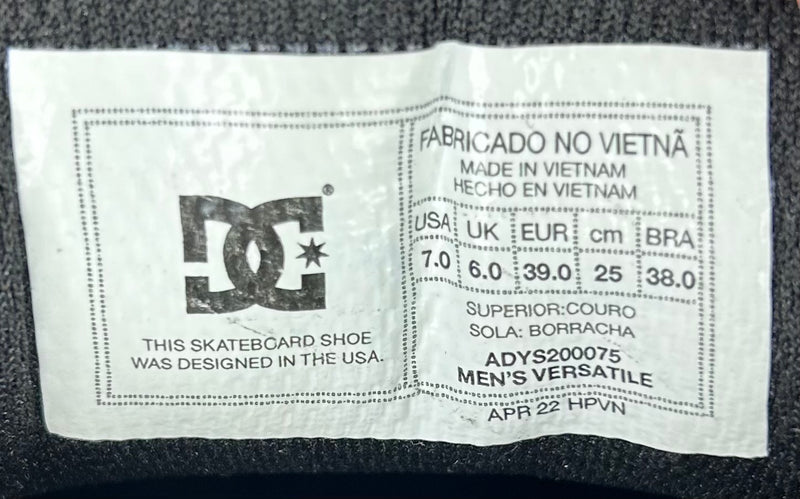 DC®
THIS SKATEBOARD SHOE
WAS DESIGNED IN THE USA.
FABRICADO NO VIETNÃ
MADE IN VIETNAM
HECHO EN VIETNAM
USA UK EUR cm BRA
7.0 6.0 39.0 25 38.0
SUPERIOR:COURO
SOLA: BORRACHA
ADYS200075
MEN'S VERSATILE
APR 22 HPVN